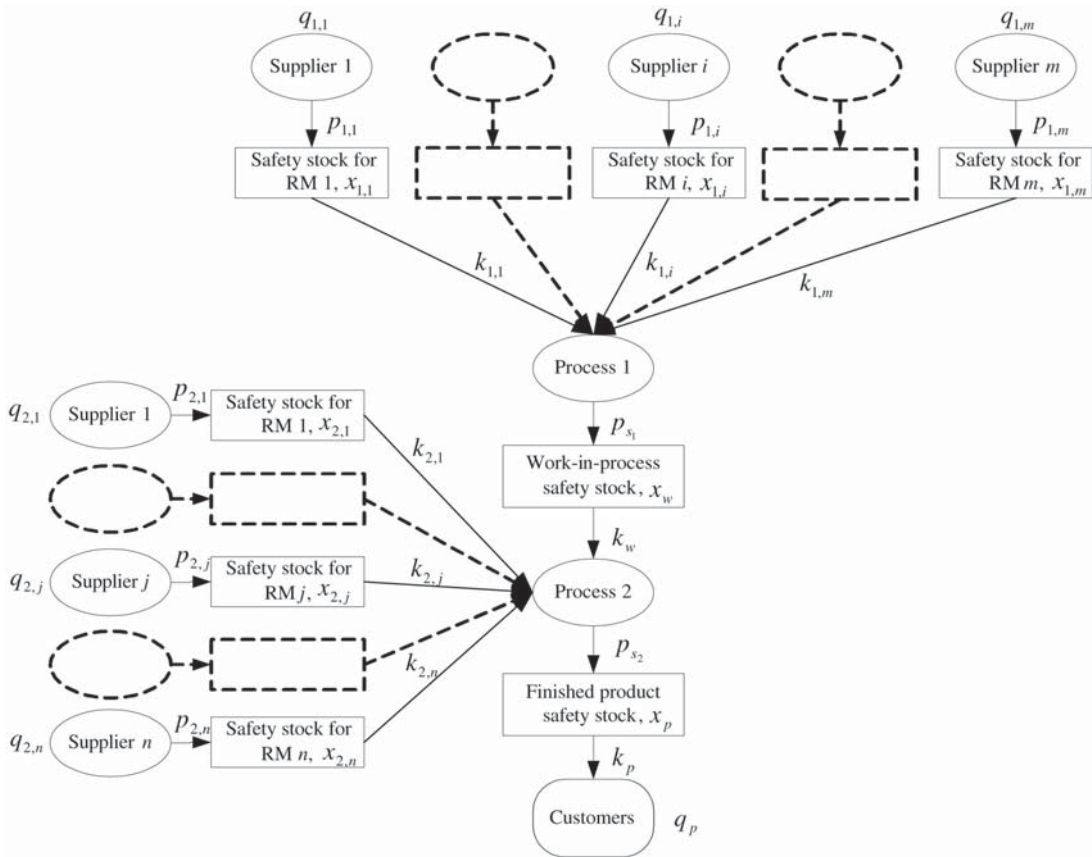 q1,1 q1,i q1,m
Supplier 1 Supplier i Supplier m
p1,1 p1,i p1,m
Safety stock for Safety stock for Safety stock for
RM 1, x1,1 RM i, x1,i RM m, x1,m
k1,1 k1,i k1,m
Process 1
ps1
Work-in-process
safety stock, xw
kw
Process 2
ps2
Finished product
safety stock, xp
kp
Customers qp
q2,1 Supplier 1 p2,1 Safety stock for
RM 1, x2,1
k2,1
q2,j Supplier j p2,j Safety stock for
RM j, x2,j
k2,j
q2,n Supplier n p2,n Safety stock for
RM n, x2,n
k2,n